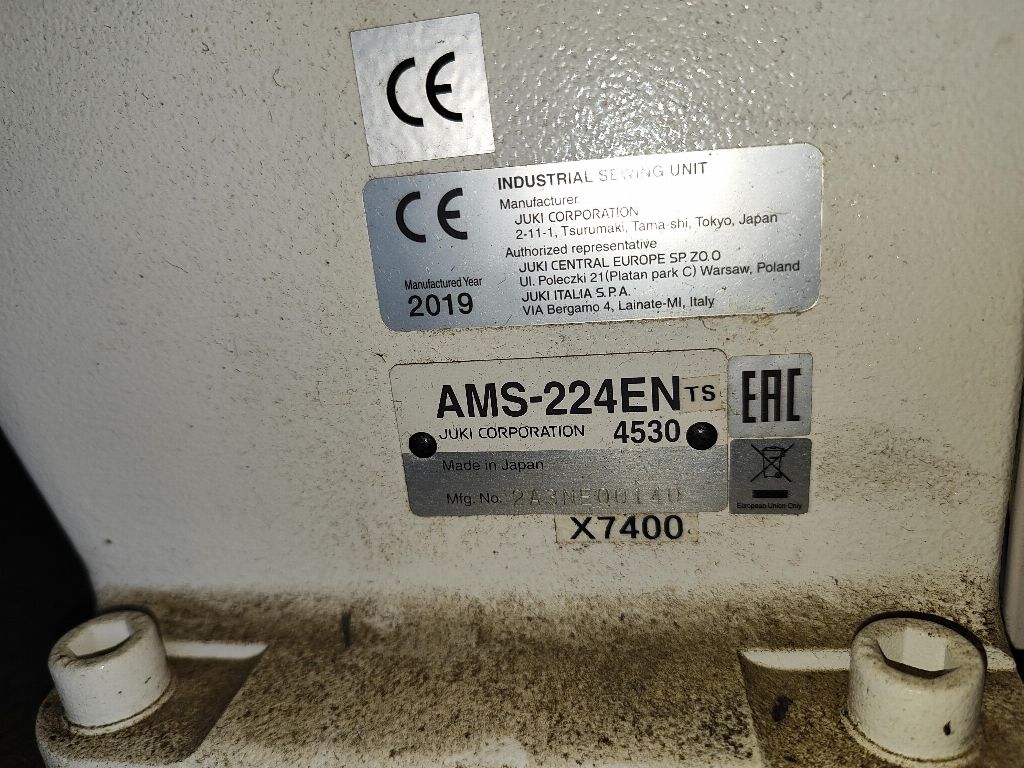 CE
CE
INDUSTRIAL SEWING UNIT
Manufacturer
JUKI CORPORATION
2-11-1, Tsurumaki, Tama-shi, Tokyo, Japan
Authorized representative
JUKI CENTRAL EUROPE SP. ZO.O
Ul. Poleczki 21(Platan park C) Warsaw, Poland
JUKI ITALIA S.P.A.
VIA Bergamo 4, Lainate-MI, Italy
Manufactured Year
2019
AMS-224EN TS
JUKI CORPORATION 4530
Made in Japan
Mfg. No. 2A3NE00140
X7400
EAC
European Union Only